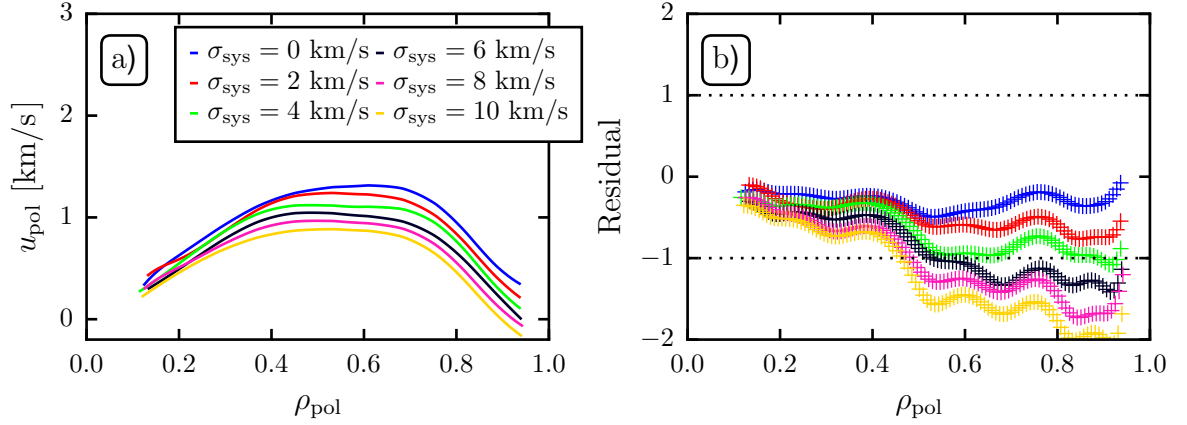 a)
σsys = 0 km/s
σsys = 2 km/s
σsys = 4 km/s
σsys = 6 km/s
σsys = 8 km/s
σsys = 10 km/s
upol [km/s]
3
2
1
0
0.0 0.2 0.4 0.6 0.8 1.0
ρpol
b)
Residual
2
1
−0
−1
−2
0.0 0.2 0.4 0.6 0.8 1.0
ρpol